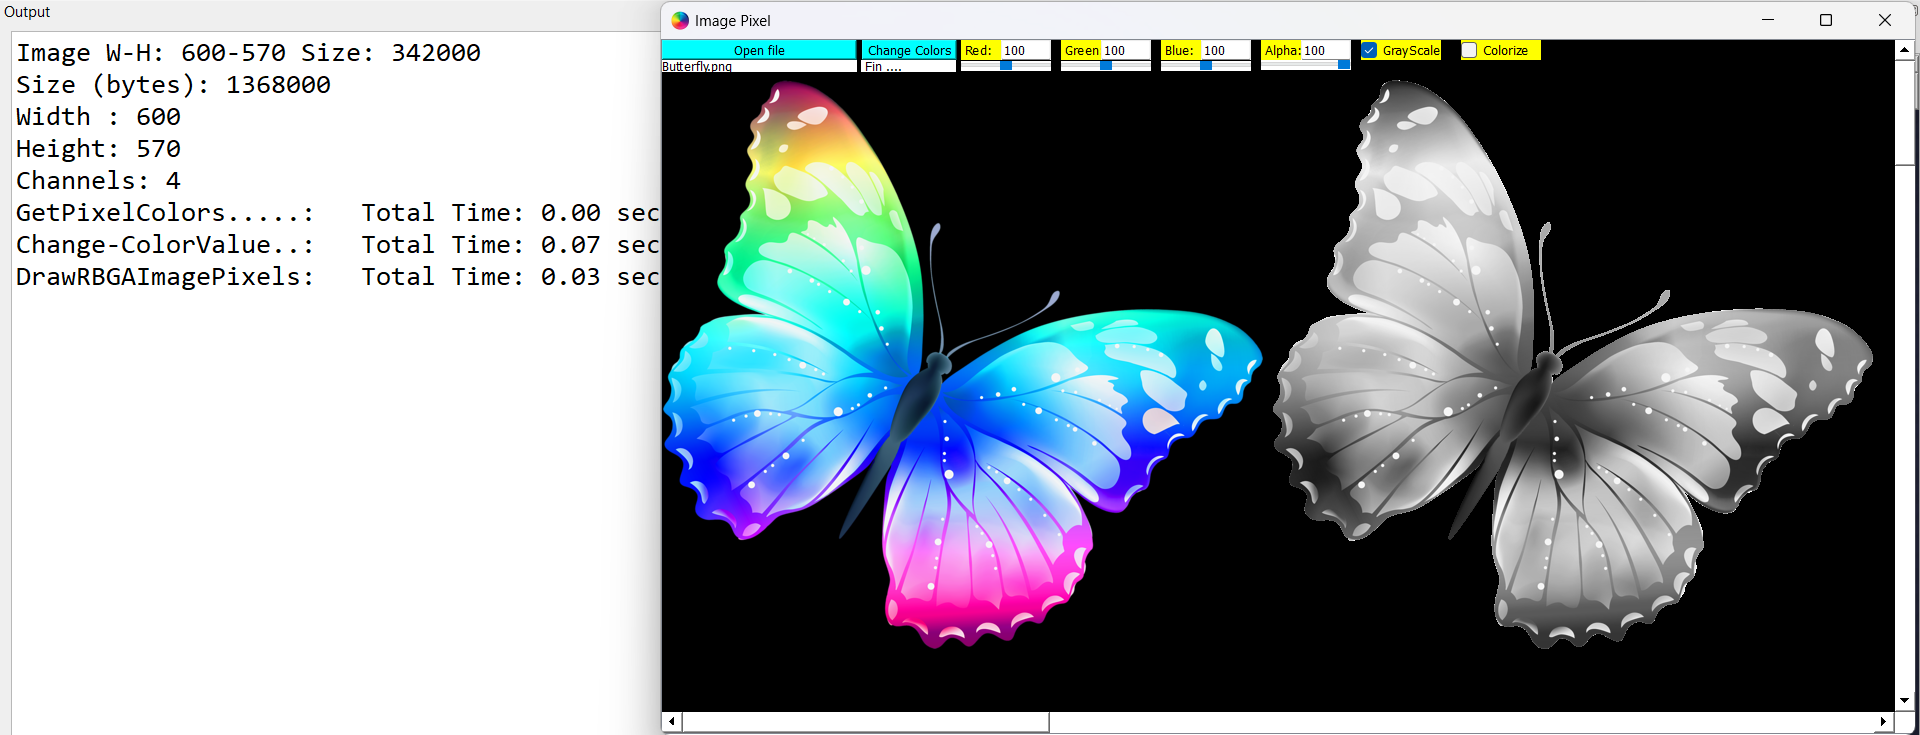 Output
Image W-H: 600-570 Size: 342000
Size (bytes): 1368000
Width : 600
Height: 570
Channels: 4
GetPixelColors.....:   Total Time: 0.00 sec
Change-ColorValue..:   Total Time: 0.07 sec
DrawRBGAImagePixels:   Total Time: 0.03 sec
Image Pixel
Open file Change Colors Red: 100 Green 100 Blue: 100 Alpha: 100 GrayScale Colorize
Butterfly.png Fin ....